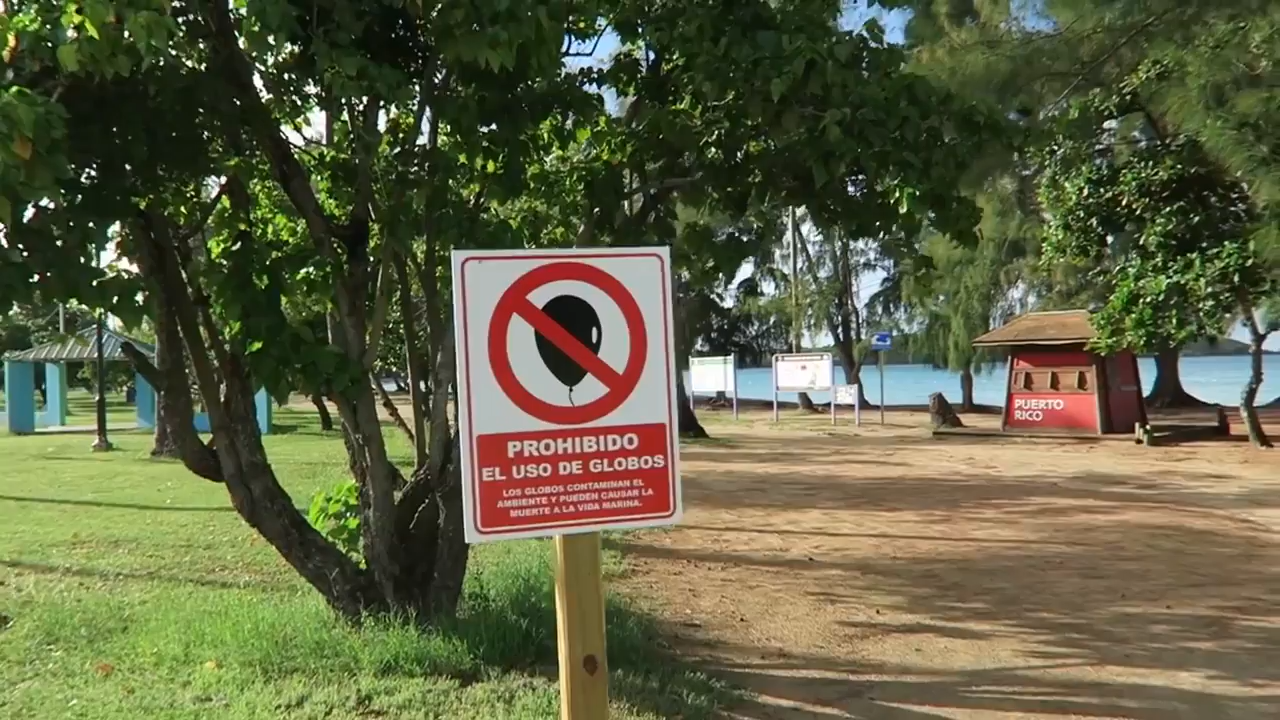 PROHIBIDO
EL USO DE GLOBOS
LOS GLOBOS CONTAMINAN EL
AMBIENTE Y PUEDEN CAUSAR LA
MUERTE A LA VIDA MARINA.
PUERTO
RICO